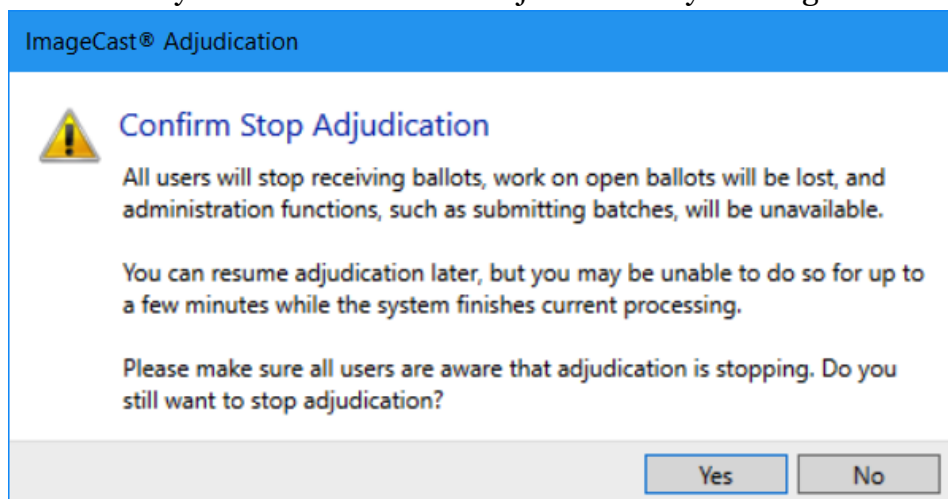 ImageCast® Adjudication
Confirm Stop Adjudication
All users will stop receiving ballots, work on open ballots will be lost, and
administration functions, such as submitting batches, will be unavailable.
You can resume adjudication later, but you may be unable to do so for up to
a few minutes while the system finishes current processing.
Please make sure all users are aware that adjudication is stopping. Do you
still want to stop adjudication?
Yes No